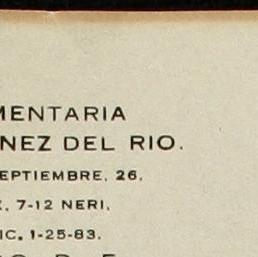 MENTARIA
NEZ DEL RIO.
EPTIEMBRE, 26.
7-12 NERI,
IC, 1-25-83.